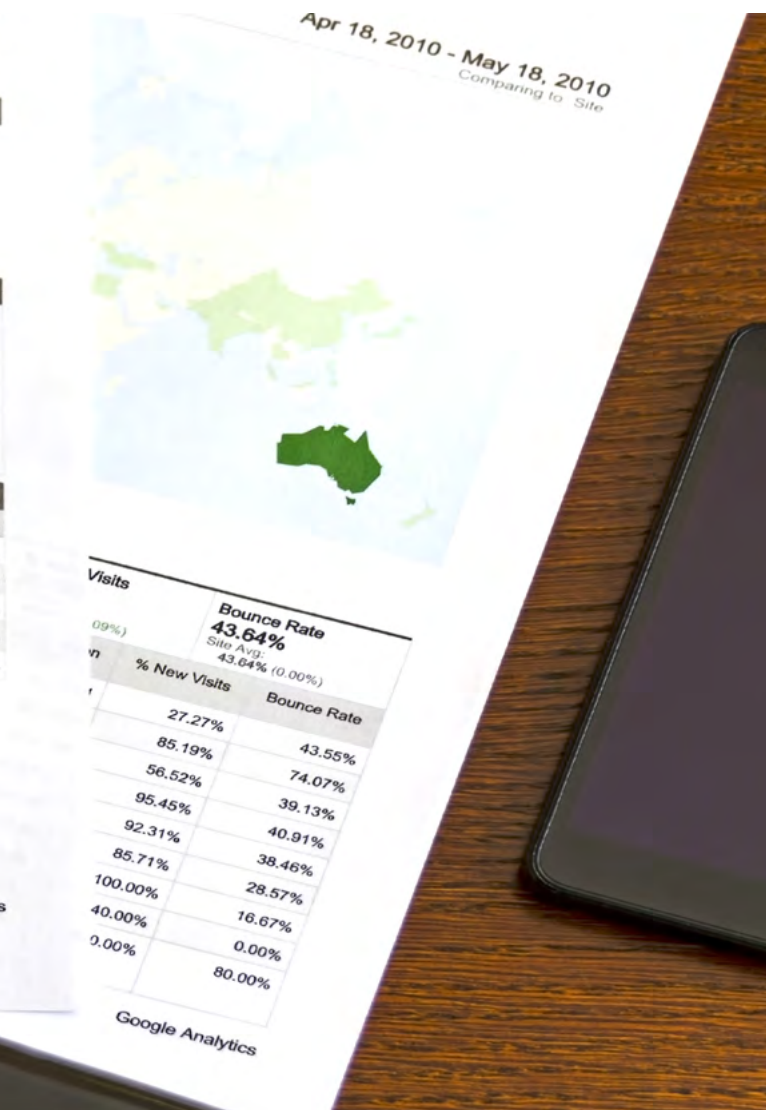 Apr 18, 2010 - May 18, 2010
Comparing to Site
Visits
09%)
Bounce Rate
43.64%
Site Avg:
43.64% (0.00%)
% New Visits Bounce Rate
27.27% 43.55%
85.19% 74.07%
56.52% 39.13%
95.45% 40.91%
92.31% 38.46%
85.71% 28.57%
100.00% 16.67%
40.00% 0.00%
0.00% 80.00%
Google Analytics